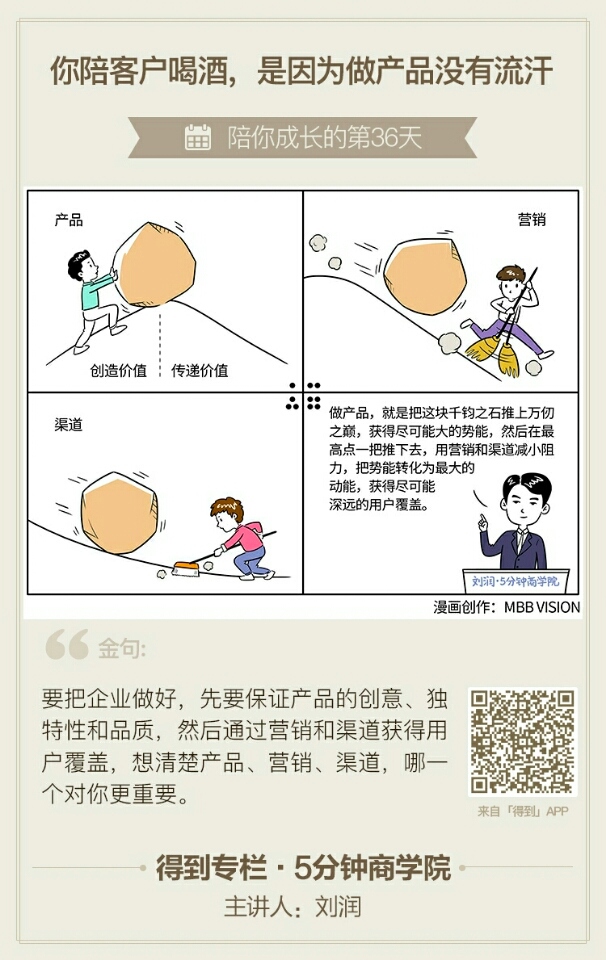 你陪客户喝酒，是因为做产品没有流汗
陪你成长的第36天
产品
创造价值
传递价值
营销
渠道
做产品，就是把这块千钧之石推上万仞
之巅，获得尽可能大的势能，然后在最
高点一把推下去，用营销和渠道减小阻
力，把势能转化为最大的
动能，获得尽可能
深远的用户覆盖。
刘润·5分钟商学院
漫画创作：MBB VISION
金句:
要把企业做好，先要保证产品的创意、独
特性和品质，然后通过营销和渠道获得用
户覆盖，想清楚产品、营销、渠道，哪一
个对你更重要。
来自「得到」APP
得到专栏·5分钟商学院
主讲人：刘润